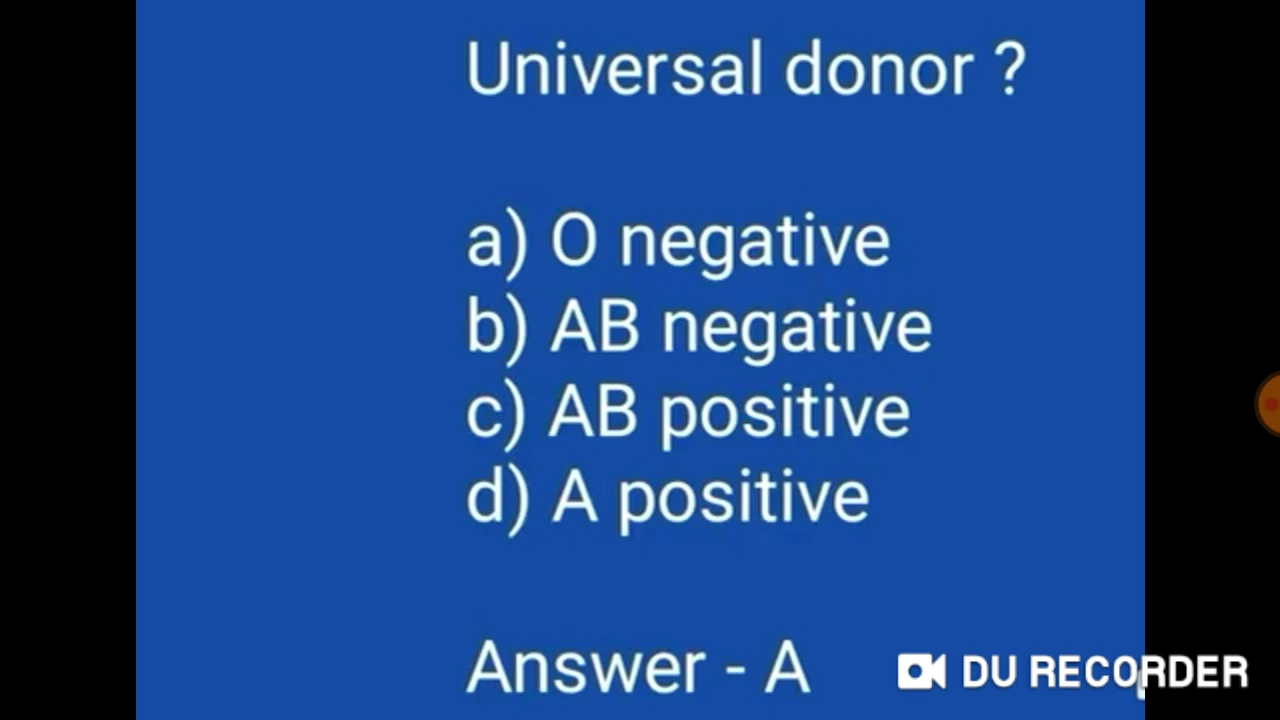 Universal donor ?
a) O negative
b) AB negative
c) AB positive
d) A positive
Answer - A
DU RECORDER